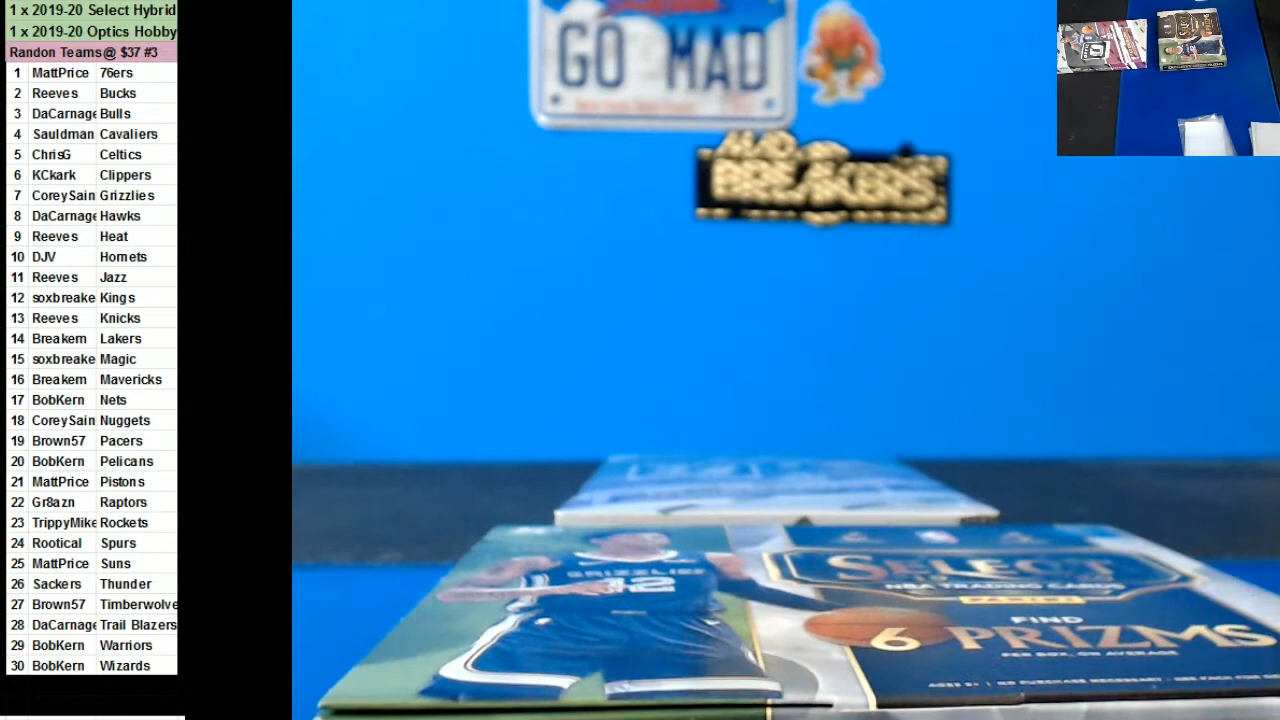 1 x 2019-20 Select Hybrid
1 x 2019-20 Optics Hobby
Randon Teams@ $37 #3
1 MattPrice 76ers
2 Reeves Bucks
3 DaCarnage Bulls
4 Sauldman Cavaliers
5 ChrisG Celtics
6 KCkark Clippers
7 CoreySain Grizzlies
8 DaCarnage Hawks
9 Reeves Heat
10 DJV Hornets
11 Reeves Jazz
12 soxbreake Kings
13 Reeves Knicks
14 Breakem Lakers
15 soxbreake Magic
16 Breakem Mavericks
17 BobKern Nets
18 CoreySain Nuggets
19 Brown57 Pacers
20 BobKern Pelicans
21 MattPrice Pistons
22 Gr8azn Raptors
23 TrippyMike Rockets
24 Rootical Spurs
25 MattPrice Suns
26 Sackers Thunder
27 Brown57 Timberwolve
28 DaCarnage Trail Blazers
29 BobKern Warriors
30 BobKern Wizards
GO MAD
BREAKERS
GRIZZLIES
12
SELECT
NBA TRADING CARDS
PANINI
FIND
6 PRIZMS
PER BOX, ON AVERAGE
SELECT